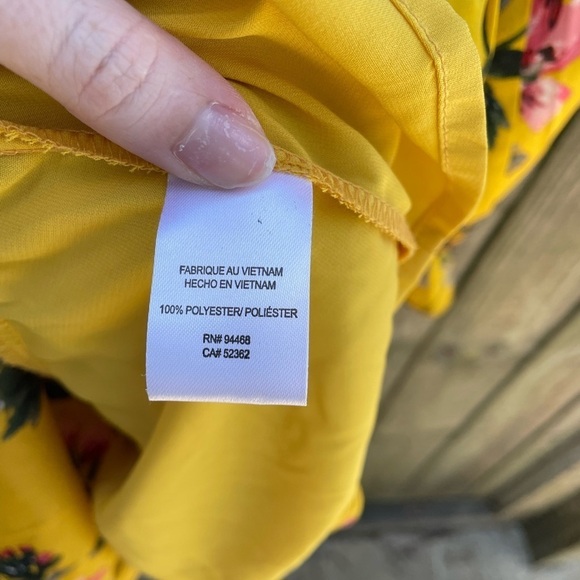 FABRIQUE AU VIETNAM
HECHO EN VIETNAM
100% POLYESTER/ POLIÉSTER
RN# 94468
CA# 52362